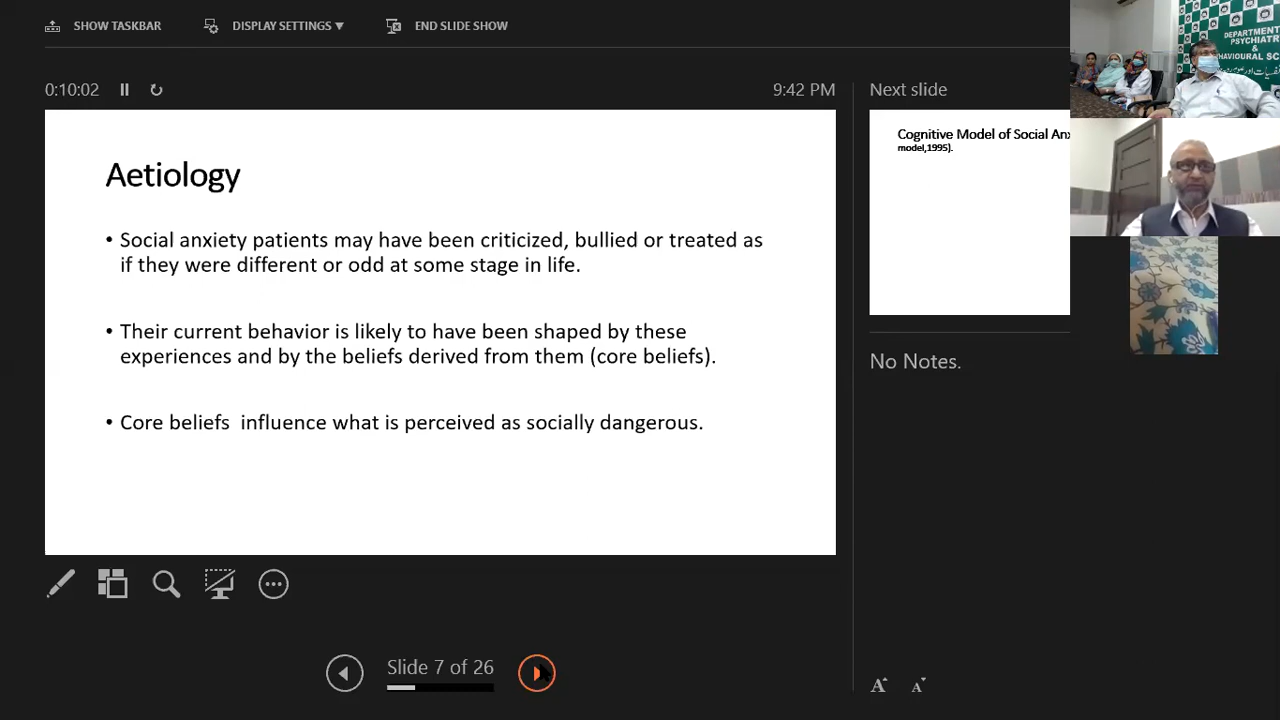 SHOW TASKBAR
DISPLAY SETTINGS ▼
END SLIDE SHOW
0:10:02
9:42 PM
Aetiology
• Social anxiety patients may have been criticized, bullied or treated as
if they were different or odd at some stage in life.
• Their current behavior is likely to have been shaped by these
experiences and by the beliefs derived from them (core beliefs).
• Core beliefs  influence what is perceived as socially dangerous.
Slide 7 of 26
Next slide
Cognitive Model of Social Anx
model,1995).
No Notes.
A A
DEPARTMENT
PSYCHIATR
&
HAVIOURAL SC